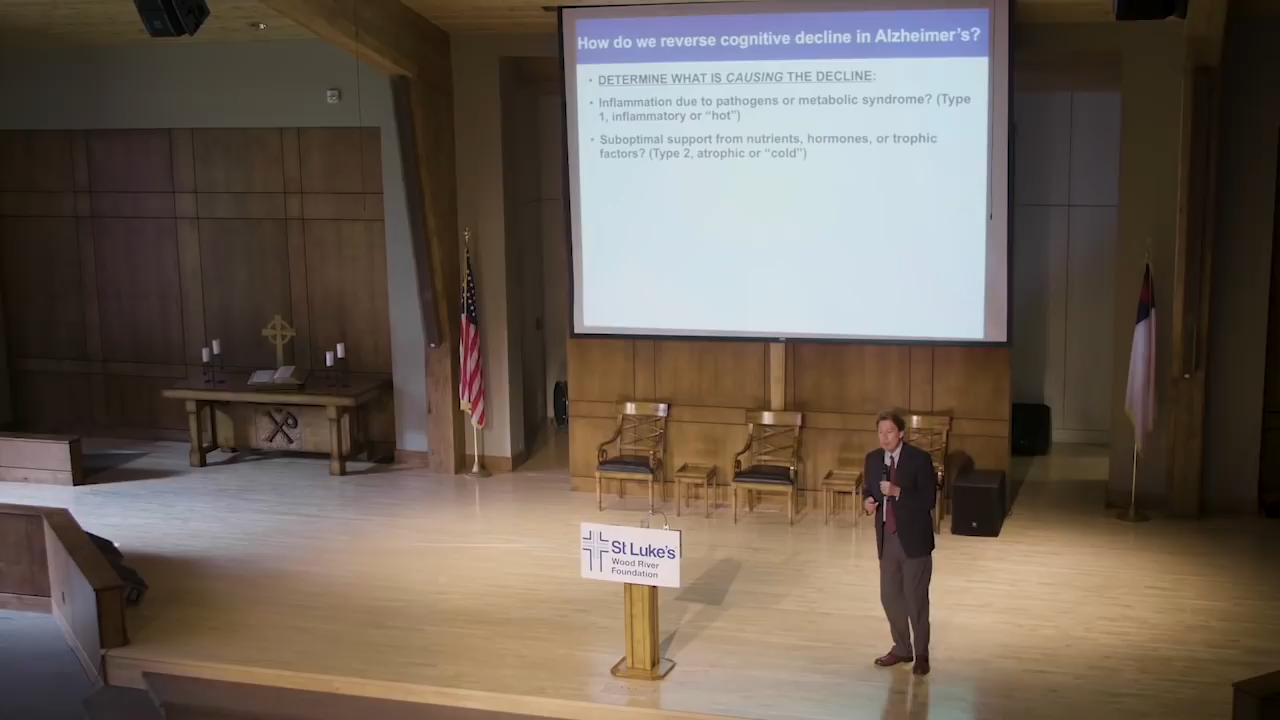 How do we reverse cognitive decline in Alzheimer's?
• DETERMINE WHAT IS CAUSING THE DECLINE:
• Inflammation due to pathogens or metabolic syndrome? (Type
1, inflammatory or “hot”)
• Suboptimal support from nutrients, hormones, or trophic
factors? (Type 2, atrophic or “cold”)
St Luke's
Wood River
Foundation